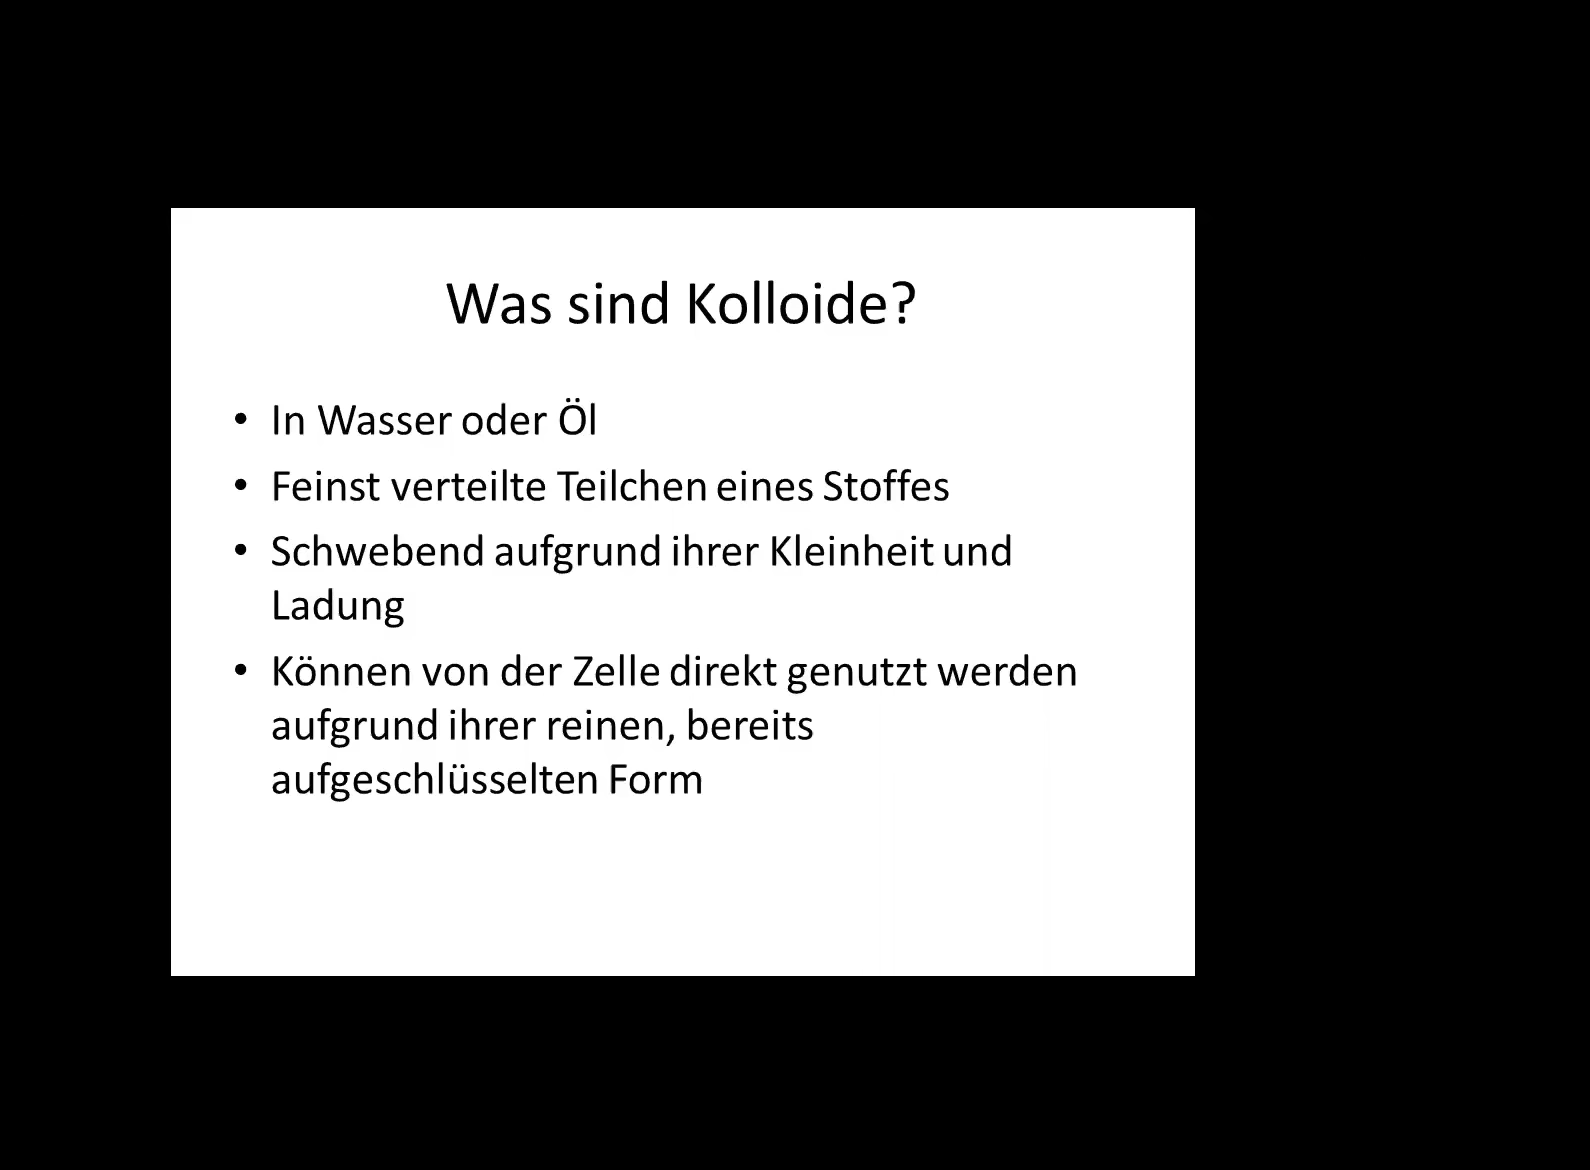 Was sind Kolloide?
• In Wasser oder Öl
• Feinst verteilte Teilchen eines Stoffes
• Schwebend aufgrund ihrer Kleinheit und
Ladung
• Können von der Zelle direkt genutzt werden
aufgrund ihrer reinen, bereits
aufgeschlüsselten Form